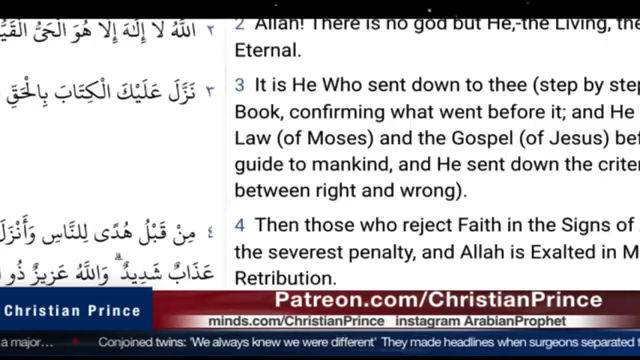 2 Allah! There is no god but He,-the Living, the
Eternal.
٢ اللَّهُ لَا إِلَٰهَ إِلَّا هُوَ الْحَيُّ
3 It is He Who sent down to thee (step by step
Book, confirming what went before it; and He
Law (of Moses) and the Gospel (of Jesus) bef
guide to mankind, and He sent down the criter
between right and wrong).
٣ نَزَّلَ عَلَيْكَ الْكِتَابَ بِالْحَقِّ
4 Then those who reject Faith in the Signs of
the severest penalty, and Allah is Exalted in M
Retribution.
٤ مِنْ قَبْلُ هُدًى لِلنَّاسِ وَأَنْزَلَ
عَذَابٌ شَدِيدٌ ۗ وَاللَّهُ عَزِيزٌ ذُو
Christian Prince
Patreon.com/ChristianPrince
minds.com/ChristianPrince instagram ArabianProphet
a major... Conjoined twins: 'We always knew we were different' They made headlines when surgeons separated